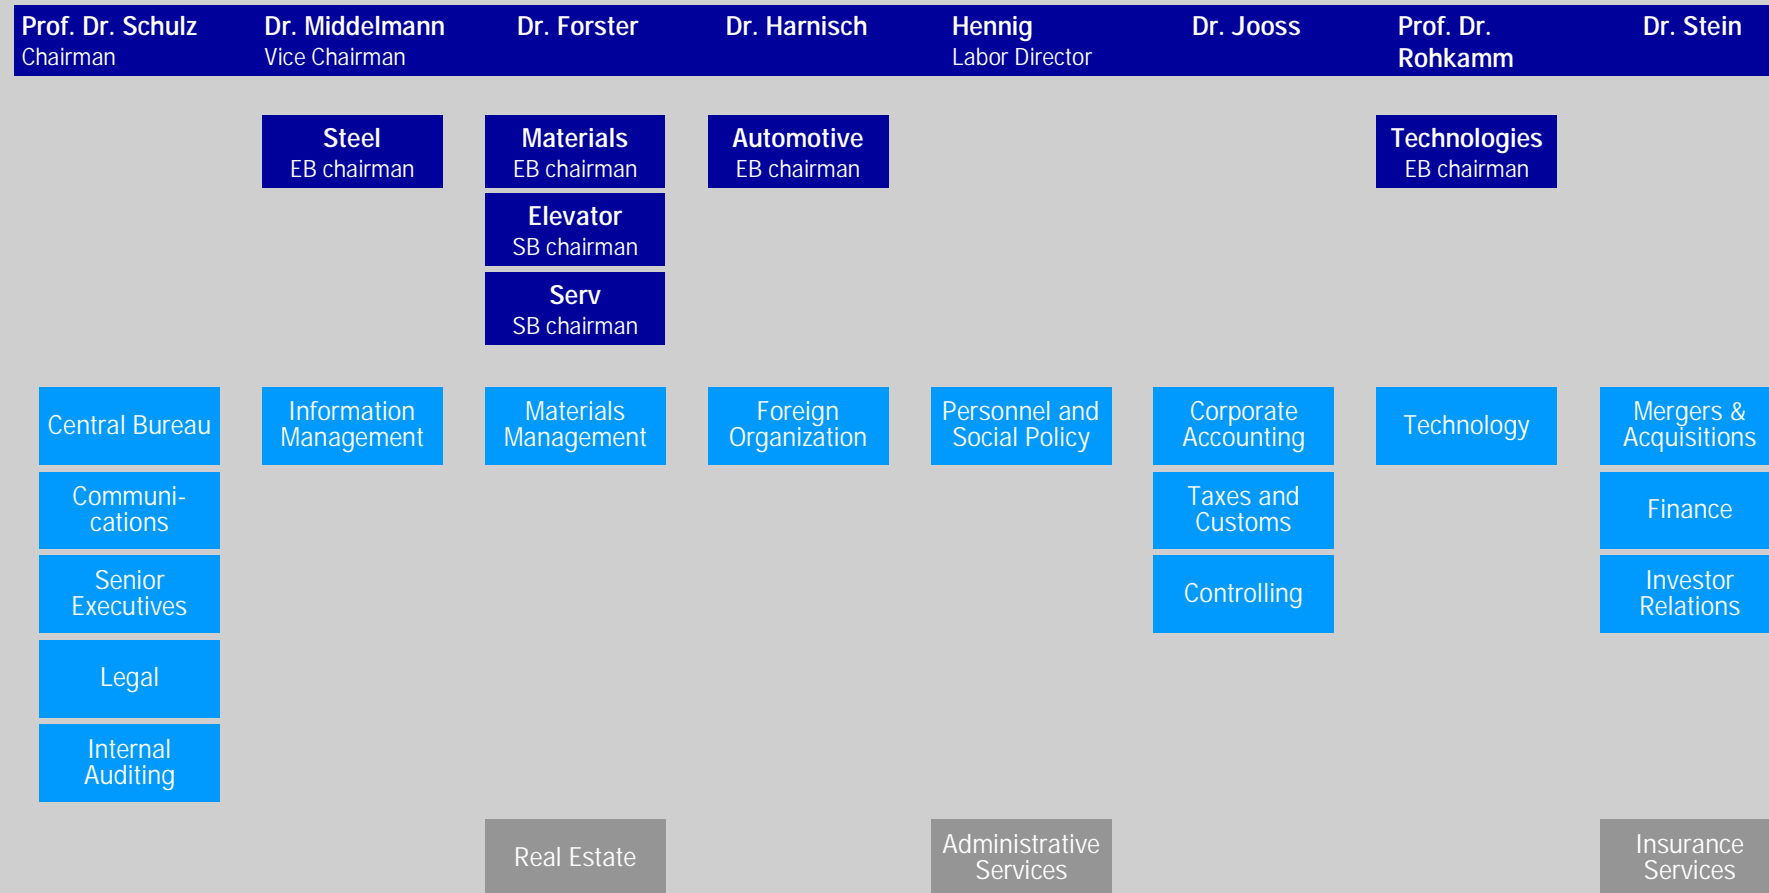 Prof. Dr. Schulz
Chairman
Dr. Middelmann
Vice Chairman
Dr. Forster
Dr. Harnisch
Hennig
Labor Director
Dr. Jooss
Prof. Dr.
Rohkamm
Dr. Stein
Steel
EB chairman
Materials
EB chairman
Automotive
EB chairman
Technologies
EB chairman
Elevator
SB chairman
Serv
SB chairman
Central Bureau
Information
Management
Materials
Management
Foreign
Organization
Personnel and
Social Policy
Corporate
Accounting
Technology
Mergers &
Acquisitions
Communi-
cations
Taxes and
Customs
Finance
Senior
Executives
Controlling
Investor
Relations
Legal
Internal
Auditing
Real Estate
Administrative
Services
Insurance
Services